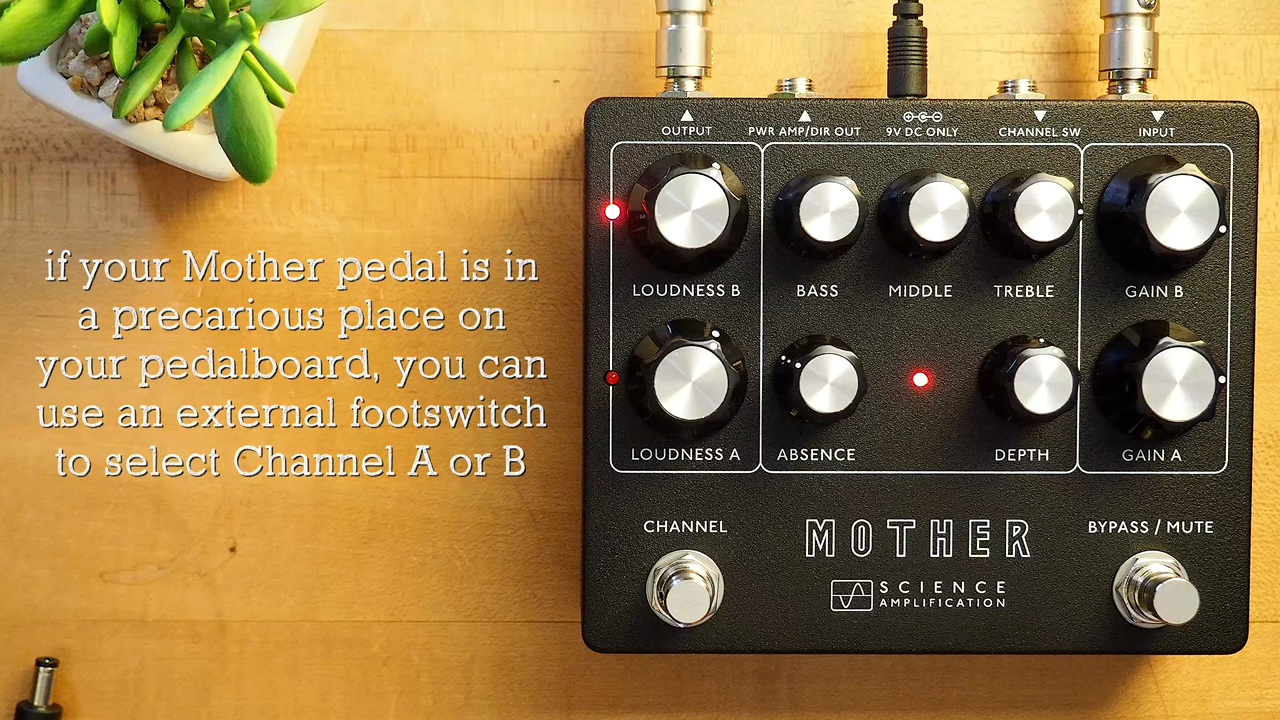 if your Mother pedal is in
a precarious place on
your pedalboard, you can
use an external footswitch
to select Channel A or B
OUTPUT
PWR AMP/DIR OUT
9V DC ONLY
CHANNEL SW
INPUT
LOUDNESS B
BASS
MIDDLE
TREBLE
GAIN B
LOUDNESS A
ABSENCE
DEPTH
GAIN A
CHANNEL
MOTHER
BYPASS / MUTE
SCIENCE
AMPLIFICATION